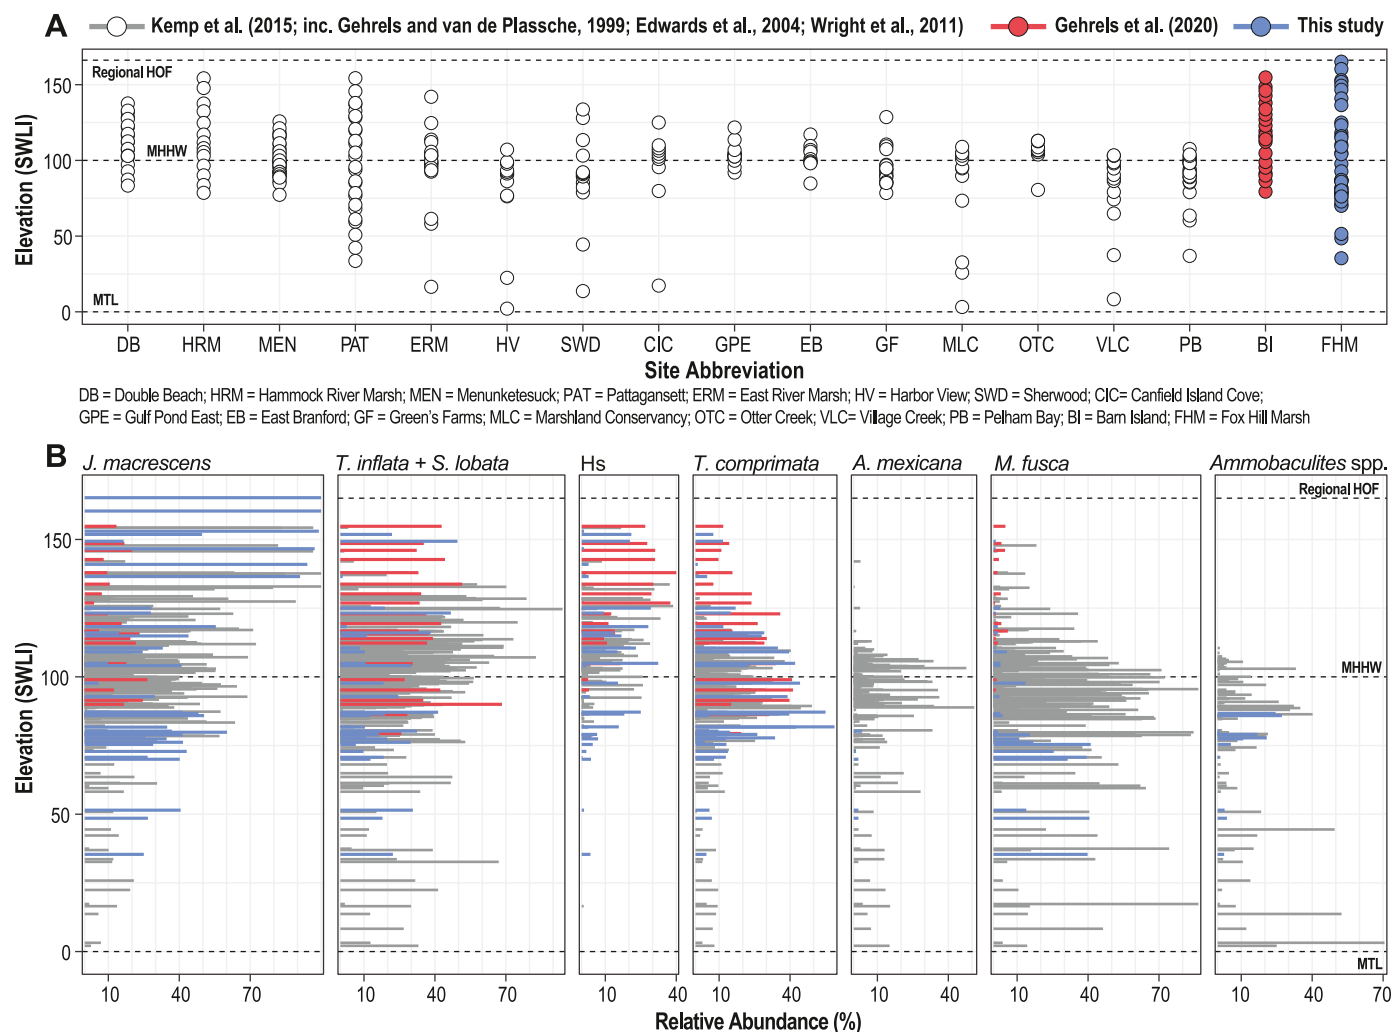 A
Kemp et al. (2015; inc. Gehrels and van de Plassche, 1999; Edwards et al., 2004; Wright et al., 2011)
Gehrels et al. (2020)
This study
Elevation (SWLI)
150
100
50
0
Regional HOF
MHHW
MTL
DB HRM MEN PAT ERM HV SWD CIC GPE EB GF MLC OTC VLC PB BI FHM
Site Abbreviation
DB = Double Beach; HRM = Hammock River Marsh; MEN = Menunketesuck; PAT = Pattagansett; ERM = East River Marsh; HV = Harbor View; SWD = Sherwood; CIC= Canfield Island Cove;
GPE = Gulf Pond East; EB = East Branford; GF = Green's Farms; MLC = Marshland Conservancy; OTC = Otter Creek; VLC= Village Creek; PB = Pelham Bay; BI = Barn Island; FHM = Fox Hill Marsh
B
J. macrescens
T. inflata + S. lobata
Hs
T. comprimata
A. mexicana
M. fusca
Ammobaculites spp.
Elevation (SWLI)
150
100
50
0
Regional HOF
MHHW
MTL
10 40 70
10 40 70
10 40
10 40
10 40
10 40 70
10 40 70
Relative Abundance (%)